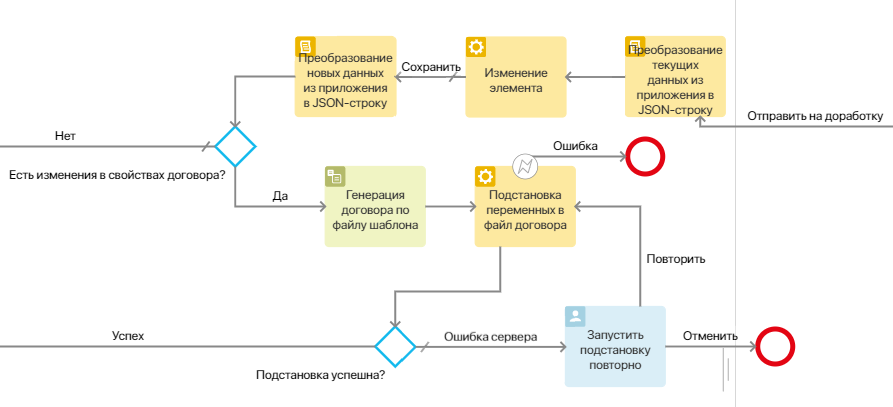 Преобразование
новых данных
из приложения
в JSON-строку
Сохранить
Изменение
элемента
Преобразование
текущих
данных из
приложения в
JSON-строку
Отправить на доработку
Нет
Есть изменения в свойствах договора?
Ошибка
Да
Генерация
договора по
файлу шаблона
Подстановка
переменных в
файл договора
Повторить
Успех
Подстановка успешна?
Ошибка сервера
Запустить
подстановку
повторно
Отменить